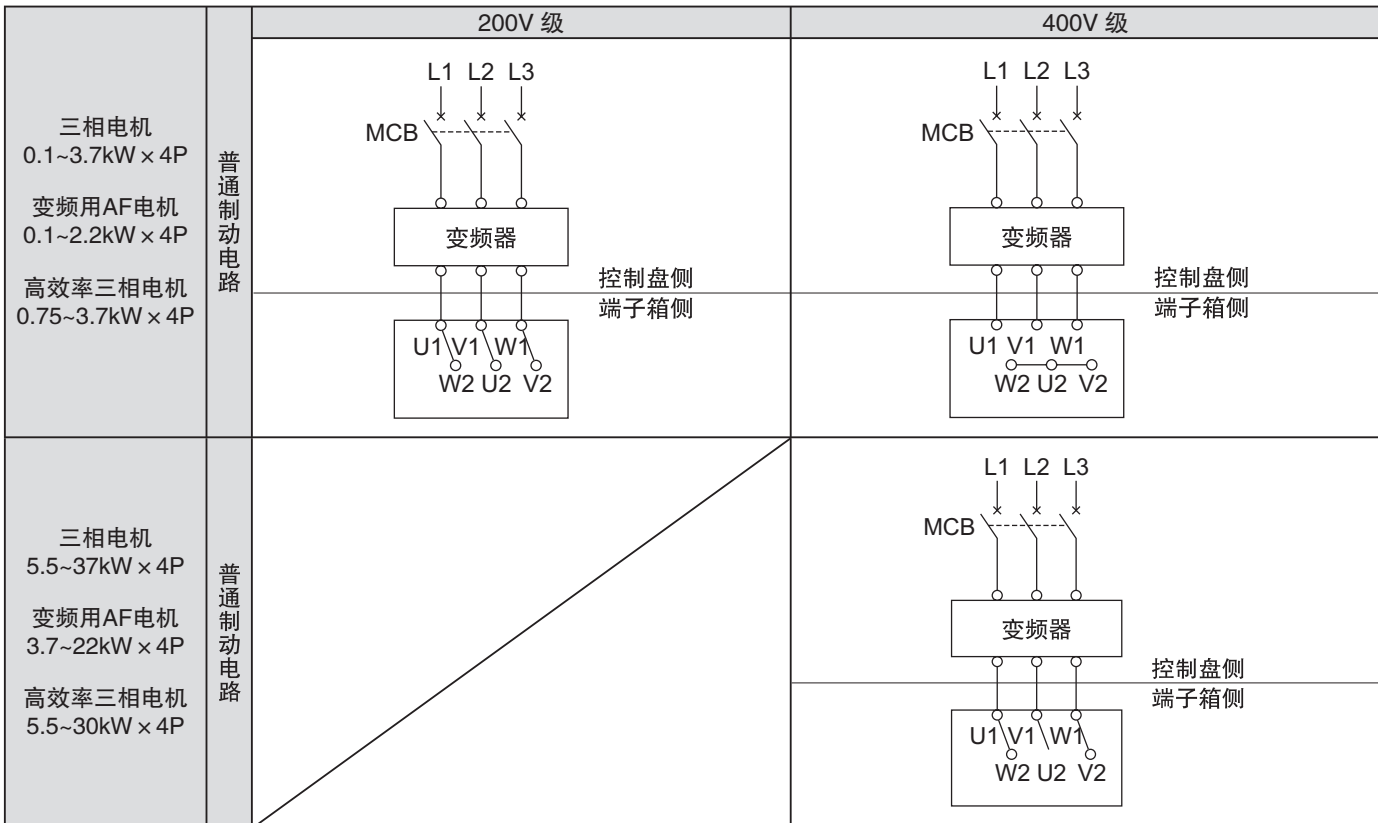 200V 级
400V 级
三相电机
0.1~3.7kW × 4P
变频用AF电机
0.1~2.2kW × 4P
高效率三相电机
0.75~3.7kW × 4P
普通制动电路
L1 L2 L3
MCB
变频器
控制盘侧
端子箱侧
U1 V1 W1
W2 U2 V2
L1 L2 L3
MCB
变频器
控制盘侧
端子箱侧
U1 V1 W1
W2 U2 V2
三相电机
5.5~37kW × 4P
变频用AF电机
3.7~22kW × 4P
高效率三相电机
5.5~30kW × 4P
普通制动电路
L1 L2 L3
MCB
变频器
控制盘侧
端子箱侧
U1 V1 W1
W2 U2 V2